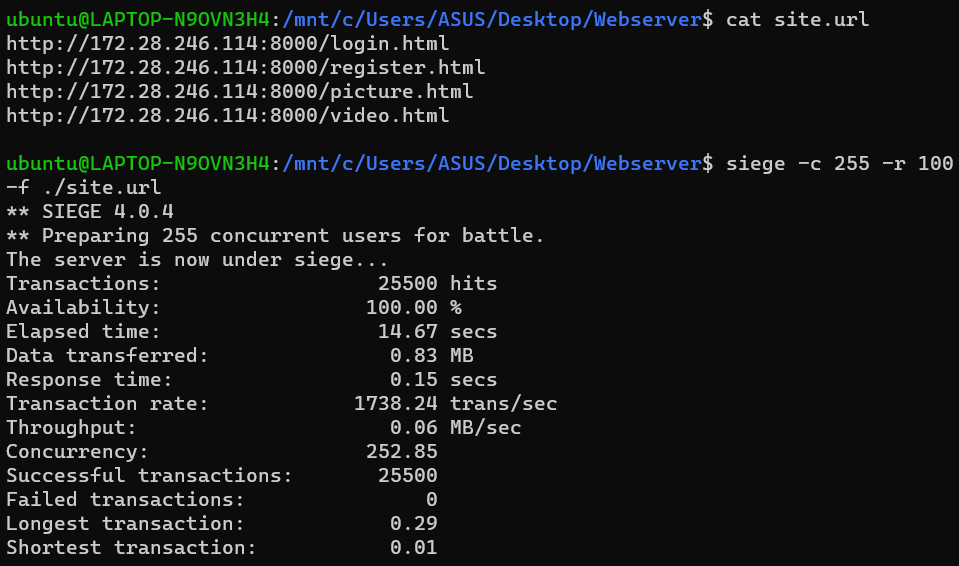 ubuntu@LAPTOP-N9OVN3H4:/mnt/c/Users/ASUS/Desktop/Webserver$ cat site.url
http://172.28.246.114:8000/login.html
http://172.28.246.114:8000/register.html
http://172.28.246.114:8000/picture.html
http://172.28.246.114:8000/video.html
ubuntu@LAPTOP-N9OVN3H4:/mnt/c/Users/ASUS/Desktop/Webserver$ siege -c 255 -r 100
-f ./site.url
** SIEGE 4.0.4
** Preparing 255 concurrent users for battle.
The server is now under siege...
Transactions: 25500 hits
Availability: 100.00 %
Elapsed time: 14.67 secs
Data transferred: 0.83 MB
Response time: 0.15 secs
Transaction rate: 1738.24 trans/sec
Throughput: 0.06 MB/sec
Concurrency: 252.85
Successful transactions: 25500
Failed transactions: 0
Longest transaction: 0.29
Shortest transaction: 0.01